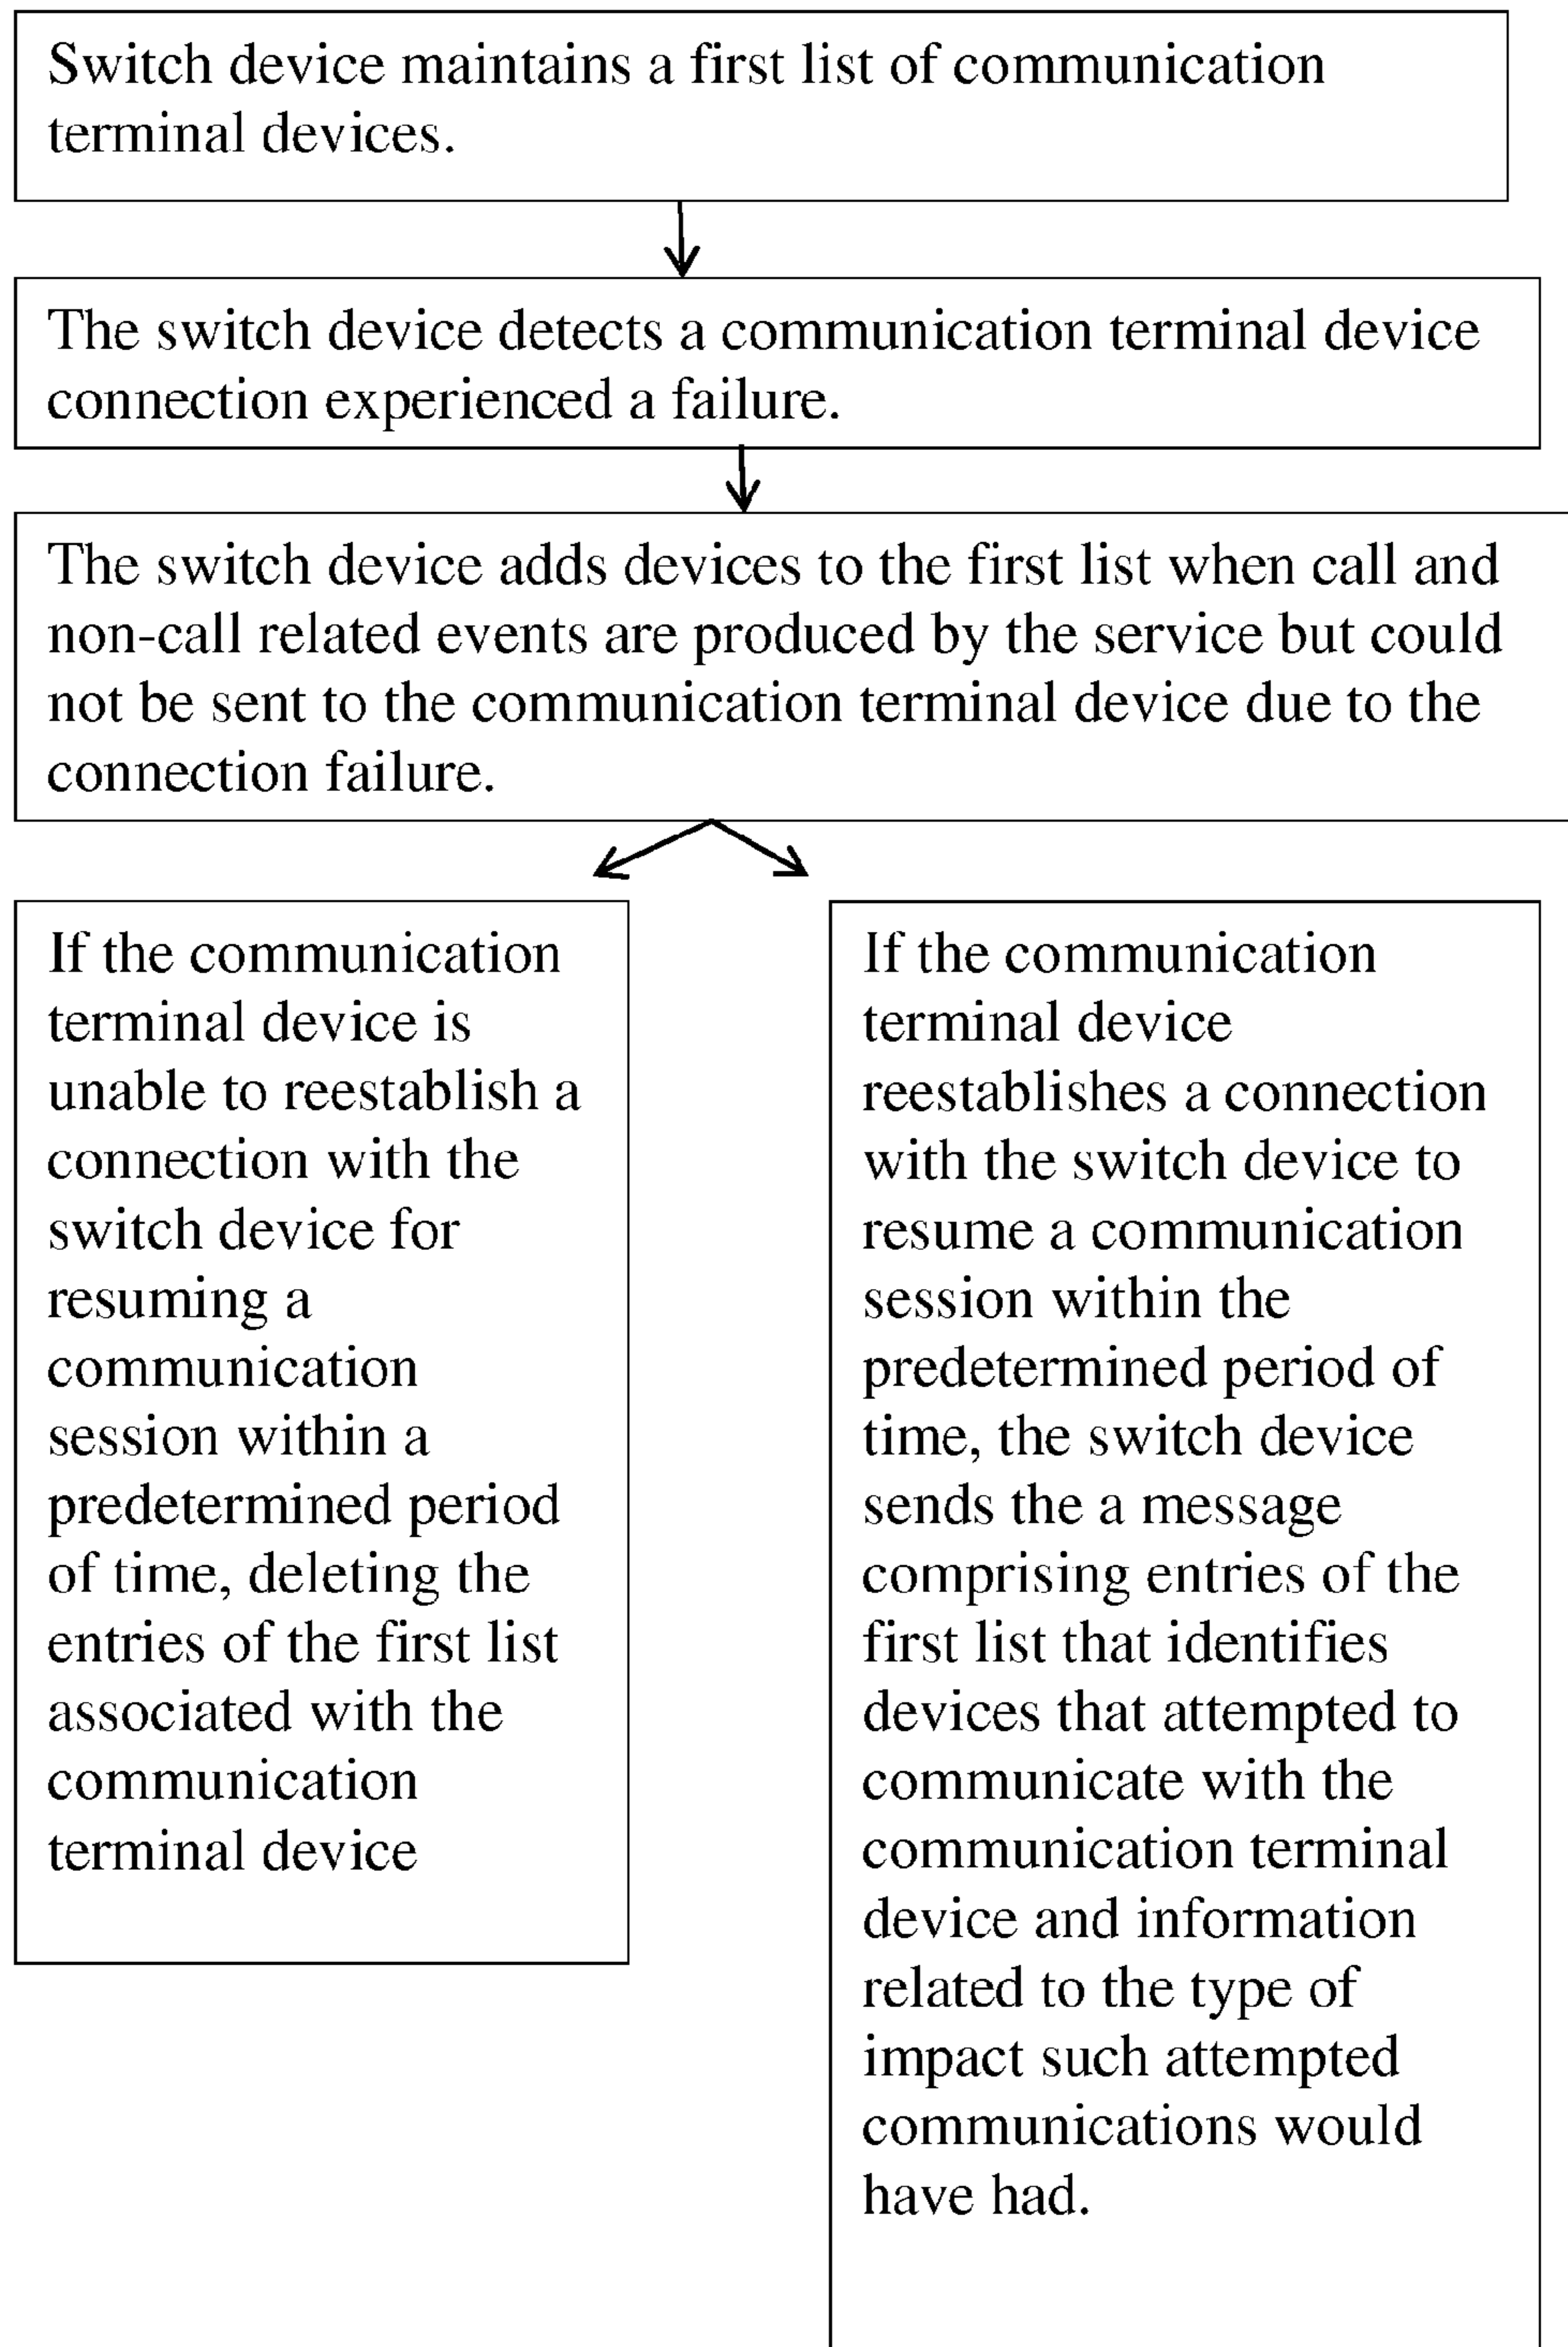 Switch device maintains a first list of communication
terminal devices.
The switch device detects a communication terminal device
connection experienced a failure.
The switch device adds devices to the first list when call and
non-call related events are produced by the service but could
not be sent to the communication terminal device due to the
connection failure.
If the communication
terminal device is
unable to reestablish a
connection with the
switch device for
resuming a
communication
session within a
predetermined period
of time, deleting the
entries of the first list
associated with the
communication
terminal device
If the communication
terminal device
reestablishes a connection
with the switch device to
resume a communication
session within the
predetermined period of
time, the switch device
sends the a message
comprising entries of the
first list that identifies
devices that attempted to
communicate with the
communication terminal
device and information
related to the type of
impact such attempted
communications would
have had.